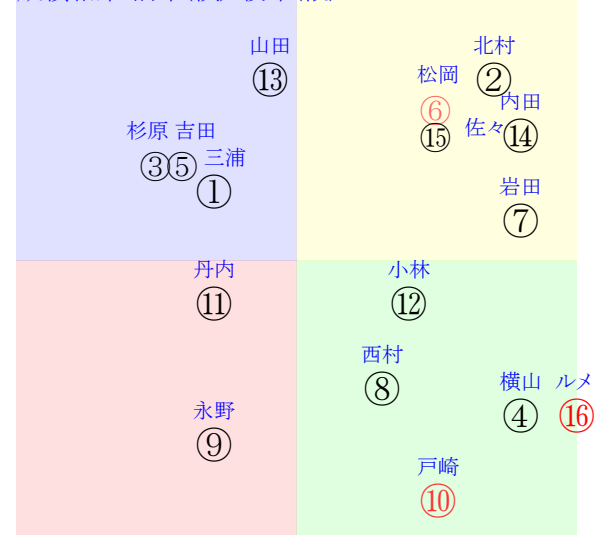 山田
⑬
北村
②
松岡
⑥
内田
佐々
⑭
⑮
杉原 吉田
③⑤
三浦
①
岩田
⑦
丹内
⑪
小林
⑫
西村
⑧
横山
④
ルメ
⑯
永野
⑨
戸崎
⑩